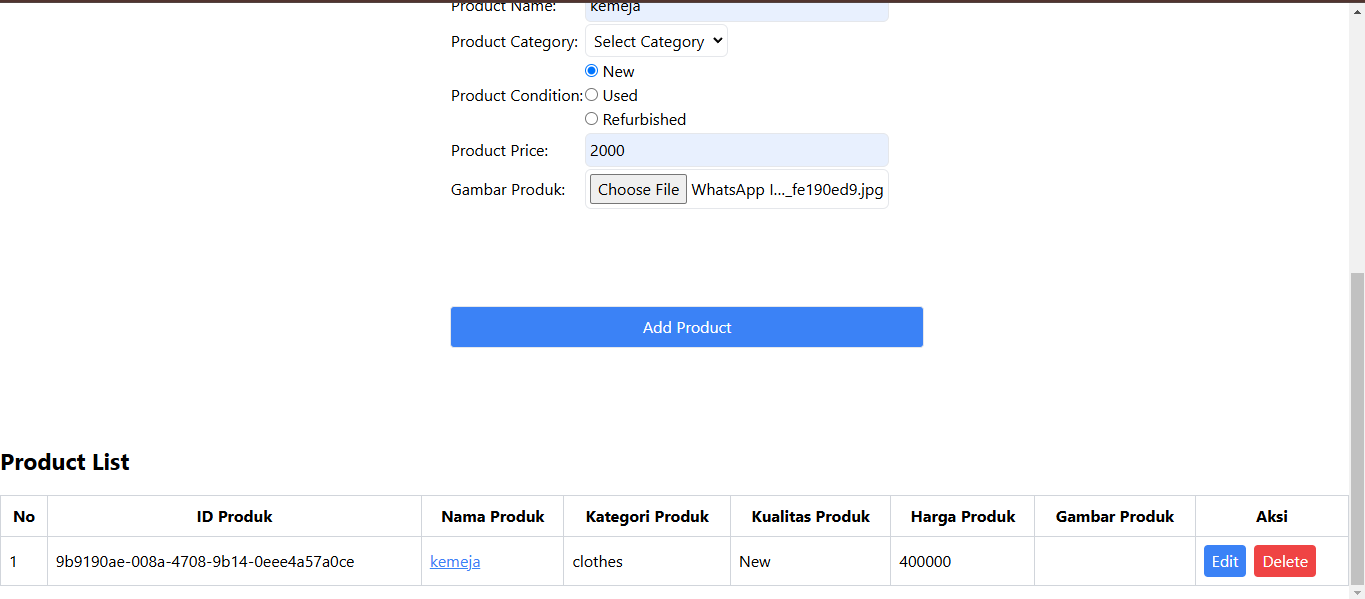 Product Name: kemeja
Product Category: Select Category
New
Product Condition: Used
Refurbished
Product Price: 2000
Gambar Produk: Choose File WhatsApp I..._fe190ed9.jpg
Add Product
Product List
No ID Produk Nama Produk Kategori Produk Kualitas Produk Harga Produk Gambar Produk Aksi
1 9b9190ae-008a-4708-9b14-0eee4a57a0ce kemeja clothes New 400000 Edit Delete